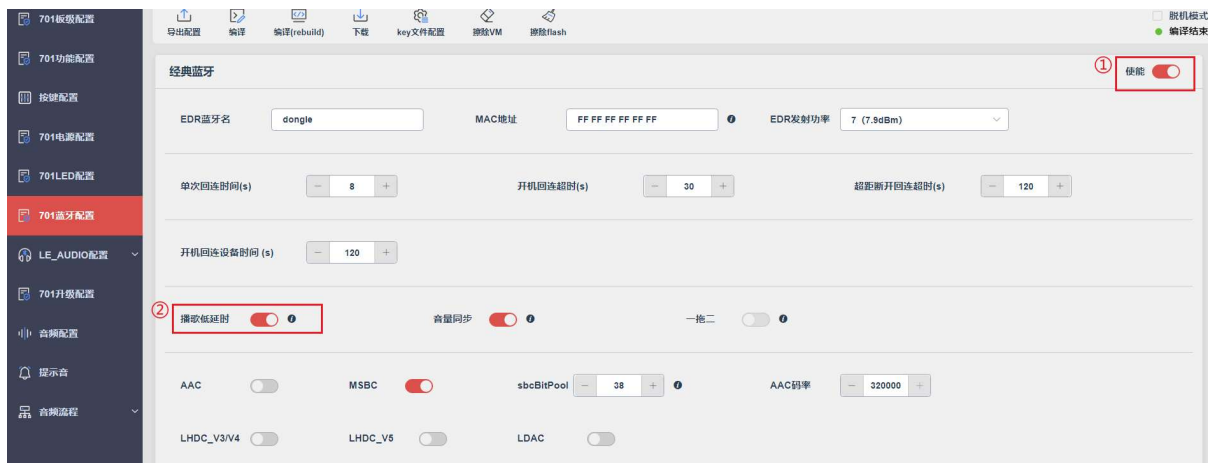 701板级配置
701功能配置
按键配置
701电源配置
701LED配置
701蓝牙配置
LE_AUDIO配置
701升级配置
音频配置
提示音
音频流程
导出配置 编译 编译(rebuild) 下载 key文件配置 擦除VM 擦除flash
脱机模式
编译结束
经典蓝牙 ① 使能
EDR蓝牙名 dongle MAC地址 FF FF FF FF FF FF EDR发射功率 7 (7.9dBm)
单次回连时间(s) − 8 + 开机回连超时(s) − 30 + 超距断开回连超时(s) − 120 +
开机回连设备时间 (s) − 120 +
② 播歌低延时 音量同步 一拖二
AAC MSBC sbcBitPool − 38 + AAC码率 − 320000 +
LHDC_V3/V4 LHDC_V5 LDAC